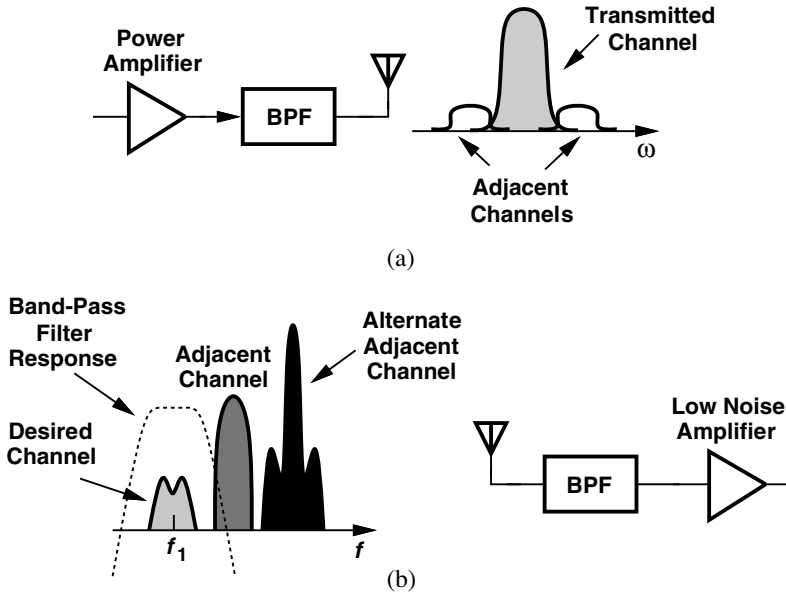 Power
Amplifier
BPF
Transmitted
Channel
ω
Adjacent
Channels
(a)
Band-Pass
Filter
Response
Desired
Channel
Adjacent
Channel
Alternate
Adjacent
Channel
f1
f
Low Noise
Amplifier
BPF
(b)